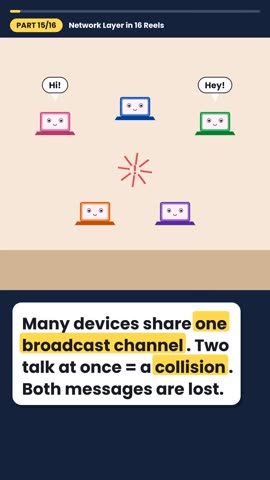 PART 15/16 Network Layer in 16 Reels
Hi! Hey!
Many devices share one
broadcast channel. Two
talk at once = a collision.
Both messages are lost.